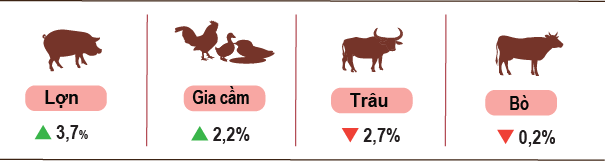 Lợn
Gia cầm
Trâu
Bò
3,7%
2,2%
2,7%
0,2%